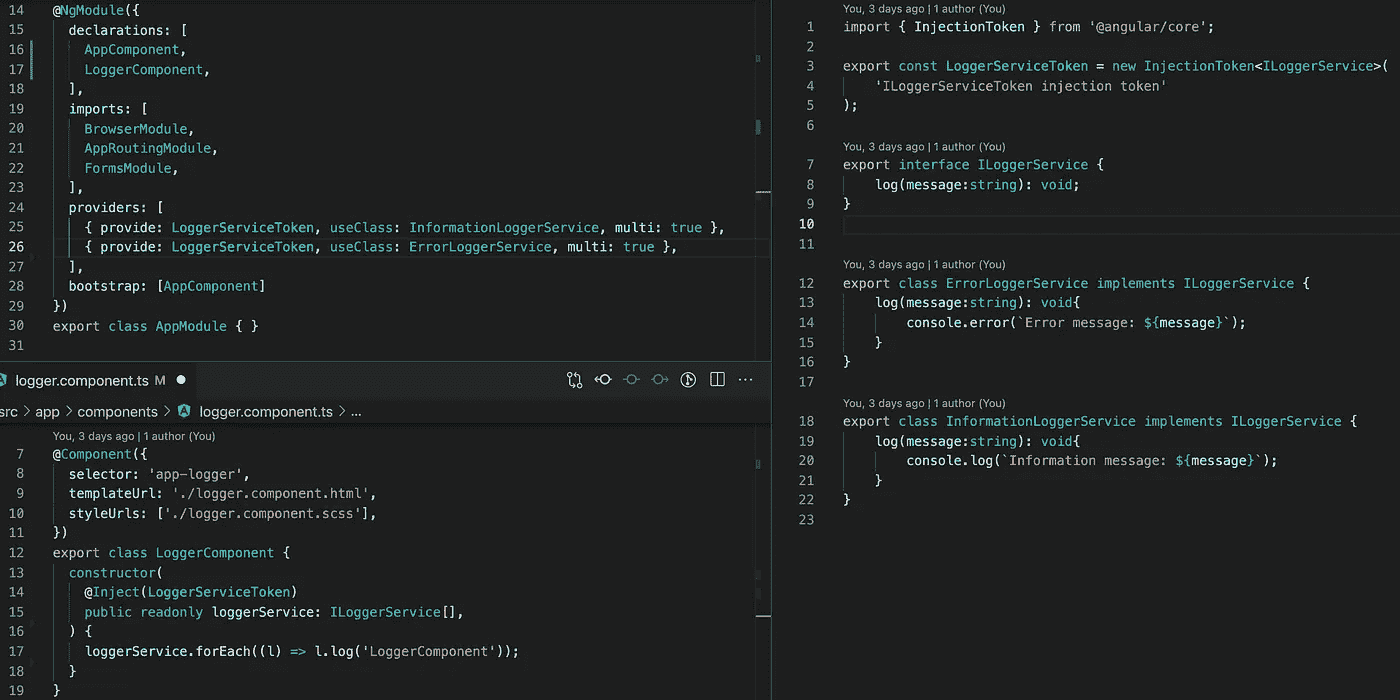 14 @NgModule({
15 declarations: [
16 AppComponent,
17 LoggerComponent,
18 ],
19 imports: [
20 BrowserModule,
21 AppRoutingModule,
22 FormsModule,
23 ],
24 providers: [
25 { provide: LoggerServiceToken, useClass: InformationLoggerService, multi: true },
26 { provide: LoggerServiceToken, useClass: ErrorLoggerService, multi: true },
27 ],
28 bootstrap: [AppComponent]
29 })
30 export class AppModule { }
31
logger.component.ts M
src > app > components > logger.component.ts > ...
You, 3 days ago | 1 author (You)
7 @Component({
8 selector: 'app-logger',
9 templateUrl: './logger.component.html',
10 styleUrls: ['./logger.component.scss'],
11 })
12 export class LoggerComponent {
13 constructor(
14 @Inject(LoggerServiceToken)
15 public readonly loggerService: ILoggerService[],
16 ) {
17 loggerService.forEach((l) => l.log('LoggerComponent'));
18 }
19 }
You, 3 days ago | 1 author (You)
1 import { InjectionToken } from '@angular/core';
2
3 export const LoggerServiceToken = new InjectionToken<ILoggerService>(
4 'ILoggerServiceToken injection token'
5 );
6
You, 3 days ago | 1 author (You)
7 export interface ILoggerService {
8 log(message:string): void;
9 }
10
11
You, 3 days ago | 1 author (You)
12 export class ErrorLoggerService implements ILoggerService {
13 log(message:string): void{
14 console.error(`Error message: ${message}`);
15 }
16 }
17
You, 3 days ago | 1 author (You)
18 export class InformationLoggerService implements ILoggerService {
19 log(message:string): void{
20 console.log(`Information message: ${message}`);
21 }
22 }
23